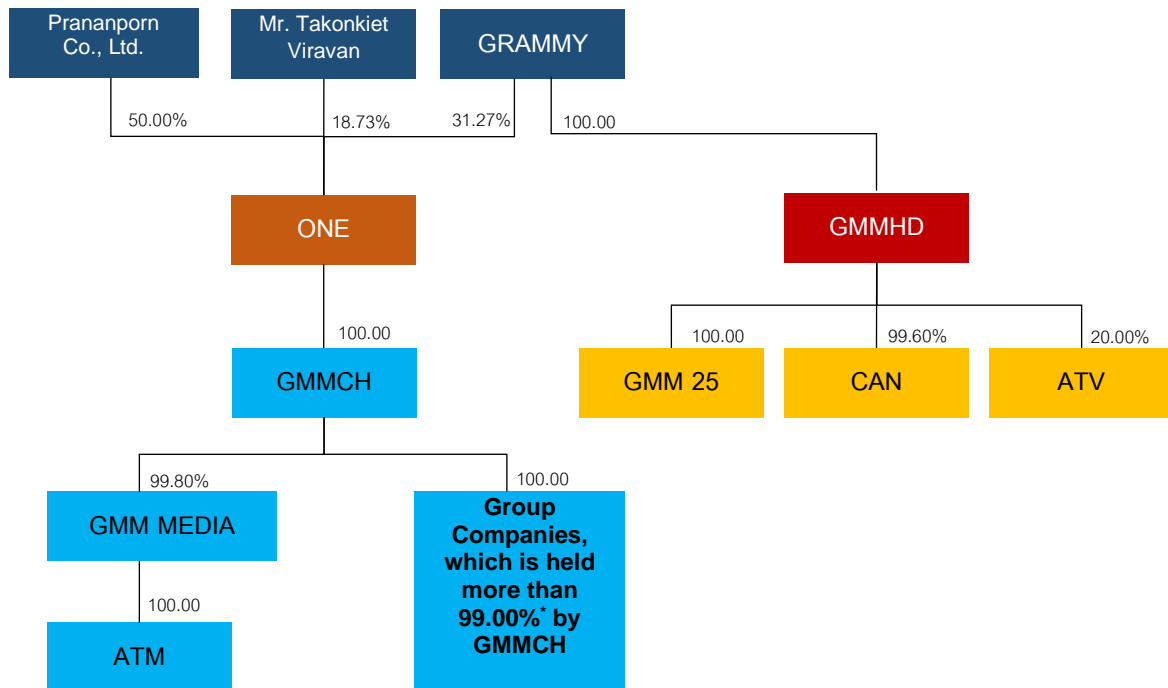 Prananporn
Co., Ltd.
Mr. Takonkiet
Viravan
GRAMMY
50.00%
18.73%
31.27%
100.00
ONE
GMMHD
100.00
100.00
99.60%
20.00%
GMMCH
GMM 25
CAN
ATV
99.80%
100.00
GMM MEDIA
Group
Companies,
which is held
more than
99.00%* by
GMMCH
100.00
ATM